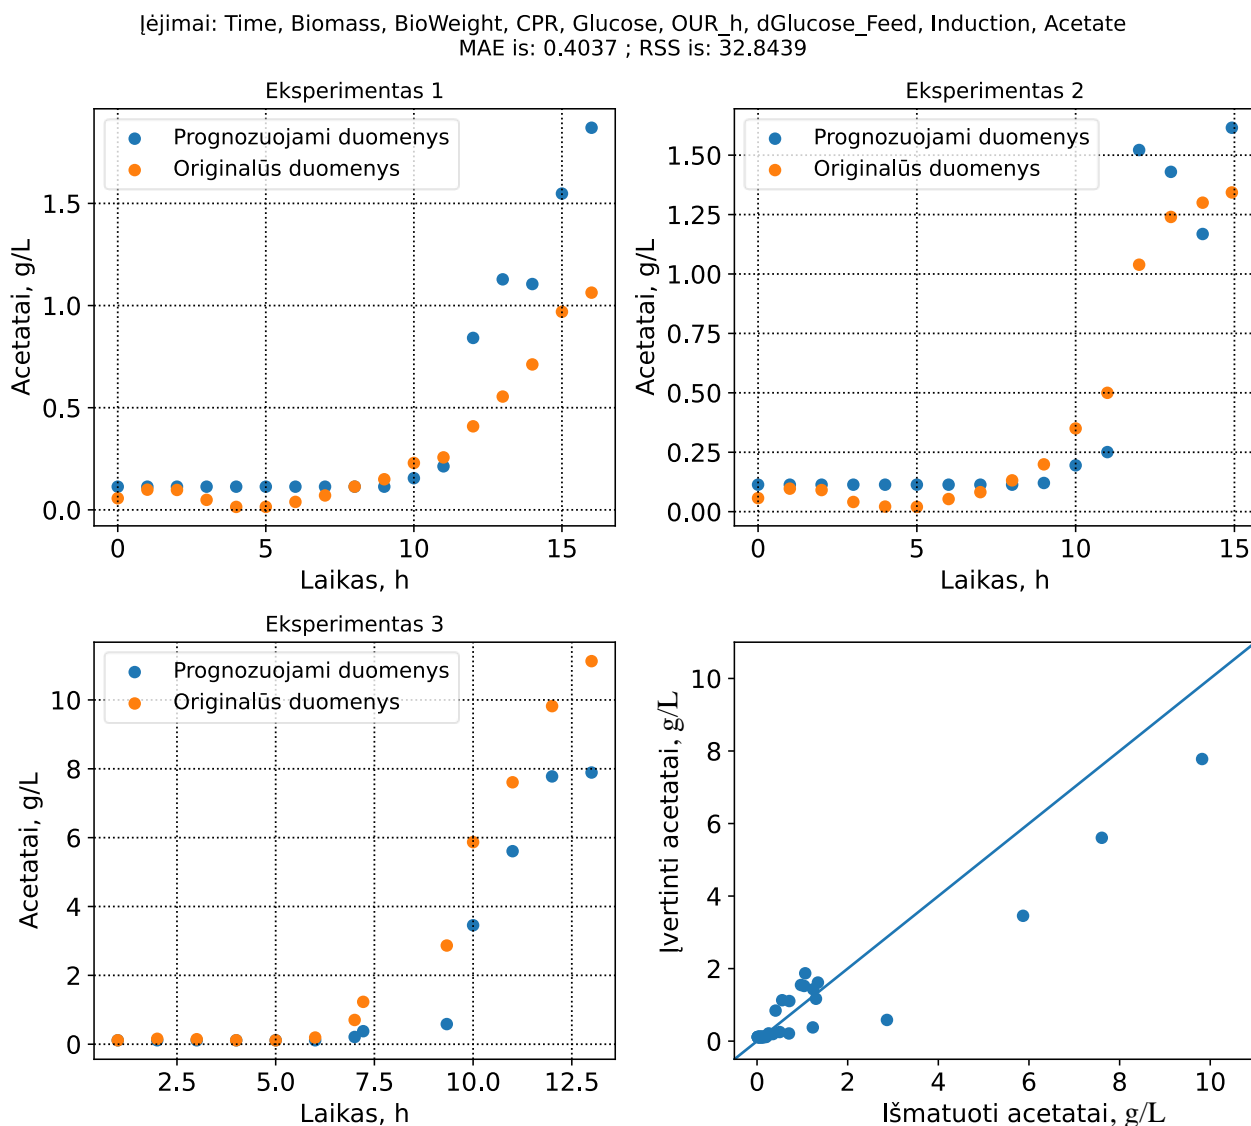 Įėjimai: Time, Biomass, BioWeight, CPR, Glucose, OUR_h, dGlucose_Feed, Induction, Acetate
MAE is: 0.4037 ; RSS is: 32.8439
Eksperimentas 1
Prognozuojami duomenys
Originalūs duomenys
Acetatai, g/L
1.5
1.0
0.5
0.0
0 5 10 15
Laikas, h
Eksperimentas 2
Prognozuojami duomenys
Originalūs duomenys
Acetatai, g/L
1.50
1.25
1.00
0.75
0.50
0.25
0.00
0 5 10 15
Laikas, h
Eksperimentas 3
Prognozuojami duomenys
Originalūs duomenys
Acetatai, g/L
10
8
6
4
2
0
2.5 5.0 7.5 10.0 12.5
Laikas, h
Įvertinti acetatai, g/L
10
8
6
4
2
0
0 2 4 6 8 10
Išmatuoti acetatai, g/L